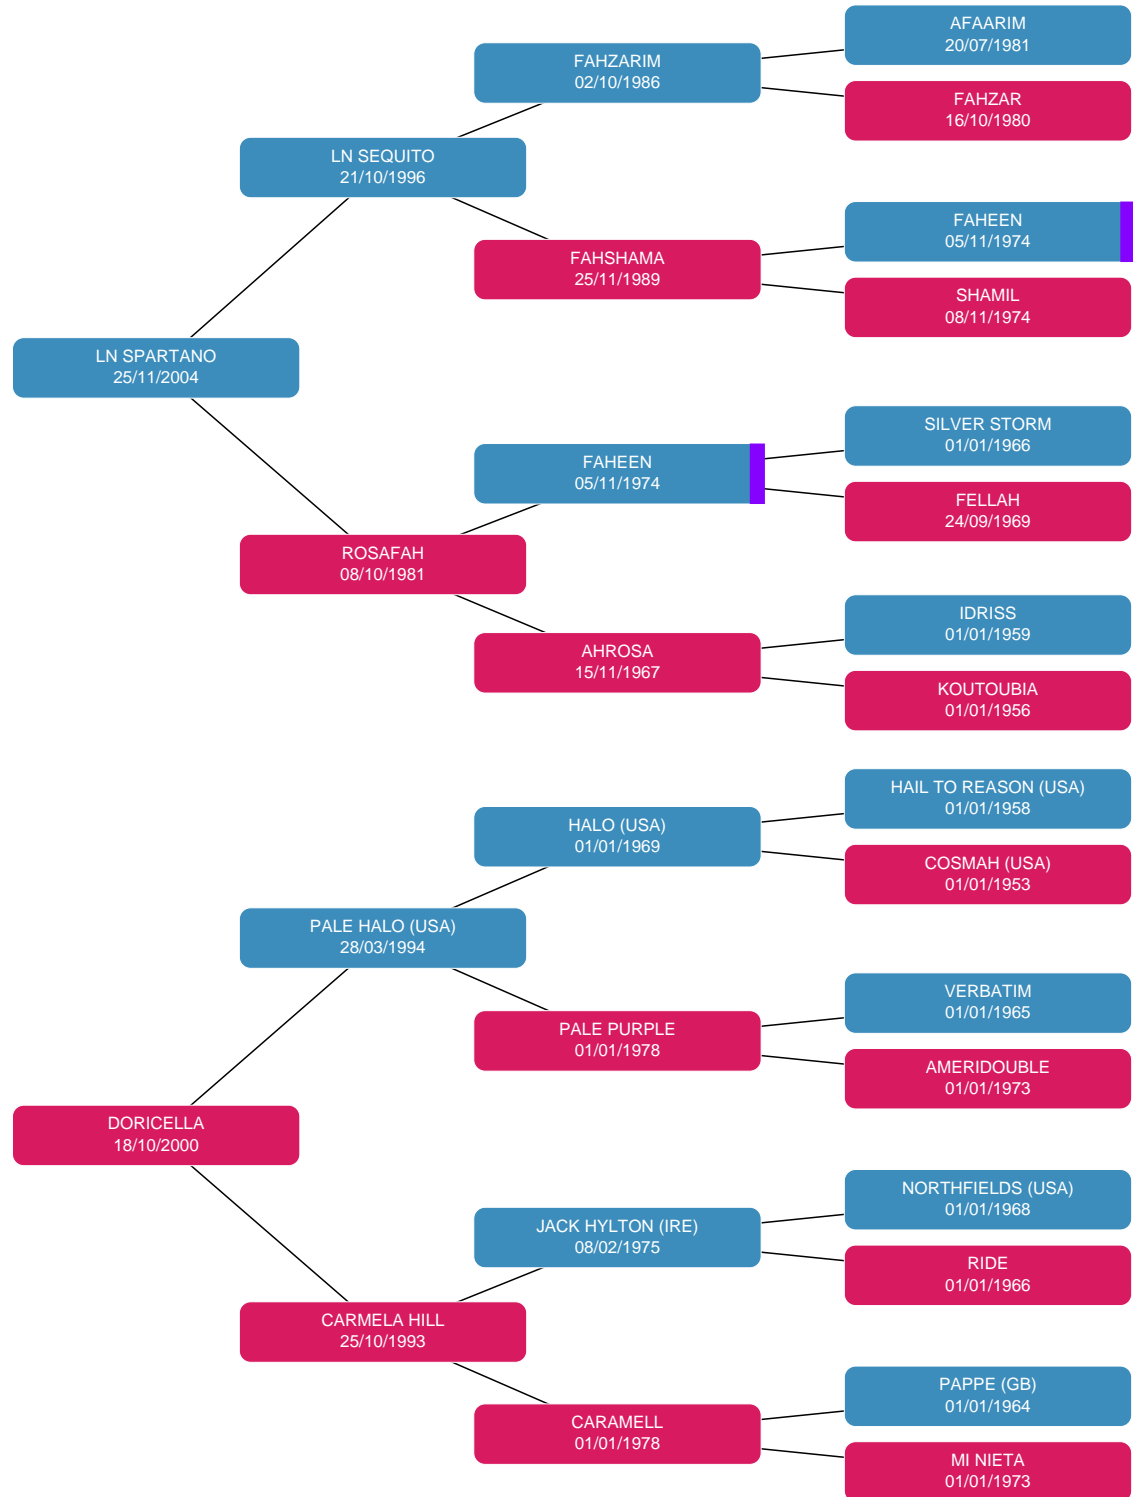 AFAARIM
20/07/1981
FAHZARIM
02/10/1986
FAHZAR
16/10/1980
LN SEQUITO
21/10/1996
FAHEEN
05/11/1974
FAHSHAMA
25/11/1989
SHAMIL
08/11/1974
LN SPARTANO
25/11/2004
SILVER STORM
01/01/1966
FAHEEN
05/11/1974
FELLAH
24/09/1969
ROSAFAH
08/10/1981
IDRISS
01/01/1959
AHROSA
15/11/1967
KOUTOUBIA
01/01/1956
HAIL TO REASON (USA)
01/01/1958
HALO (USA)
01/01/1969
COSMAH (USA)
01/01/1953
PALE HALO (USA)
28/03/1994
VERBATIM
01/01/1965
PALE PURPLE
01/01/1978
AMERIDOUBLE
01/01/1973
DORICELLA
18/10/2000
NORTHFIELDS (USA)
01/01/1968
JACK HYLTON (IRE)
08/02/1975
RIDE
01/01/1966
CARMELA HILL
25/10/1993
PAPPE (GB)
01/01/1964
CARAMELL
01/01/1978
MI NIETA
01/01/1973